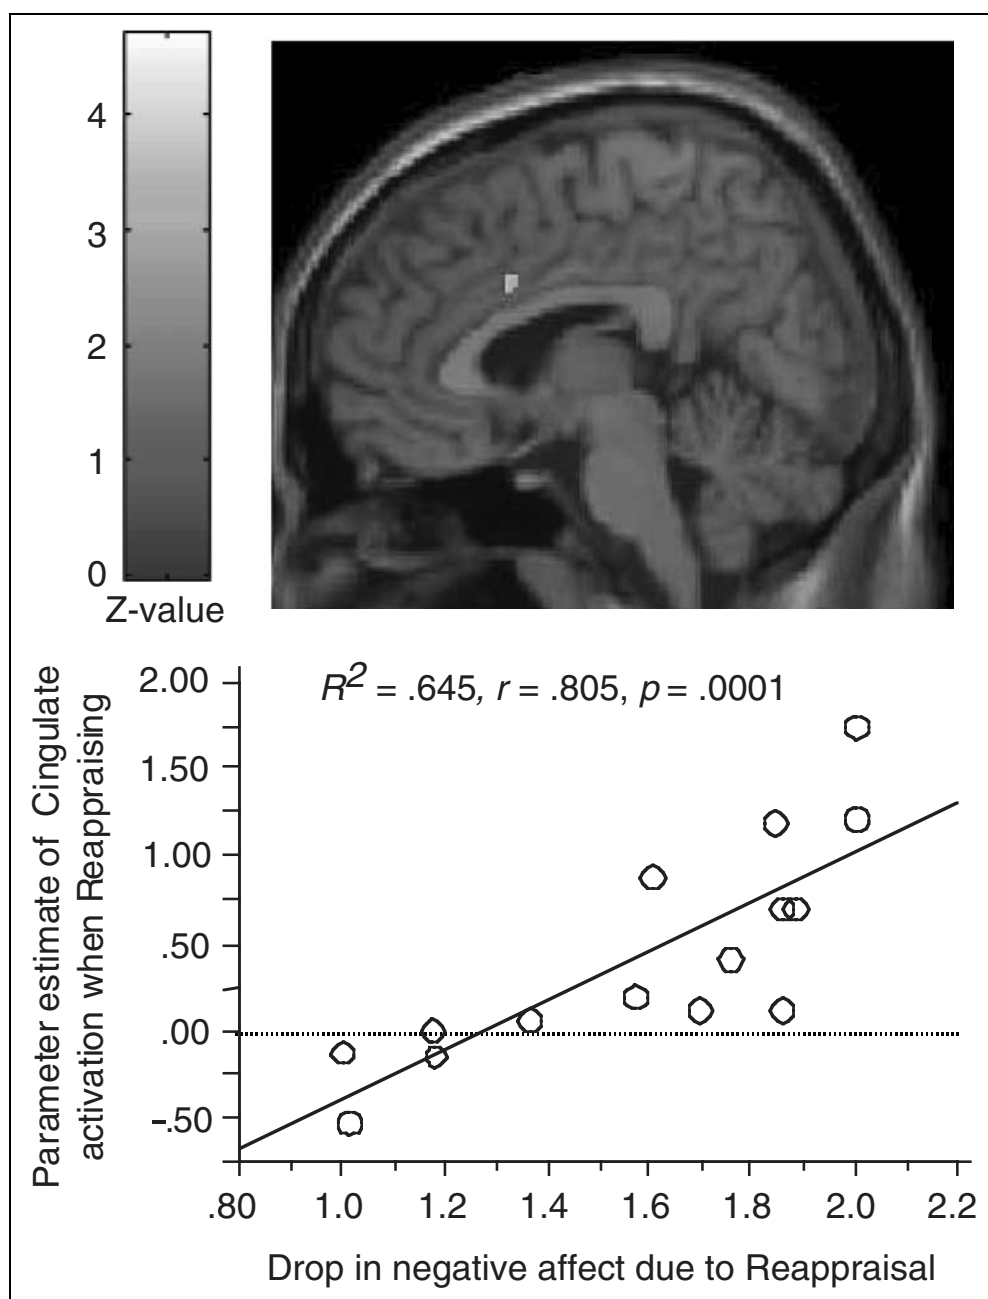 4
3
2
1
0
Z-value
R² = .645, r = .805, p = .0001
Parameter estimate of Cingulate
activation when Reappraising
2.00
1.50
1.00
.50
.00
-.50
.80 1.0 1.2 1.4 1.6 1.8 2.0 2.2
Drop in negative affect due to Reappraisal